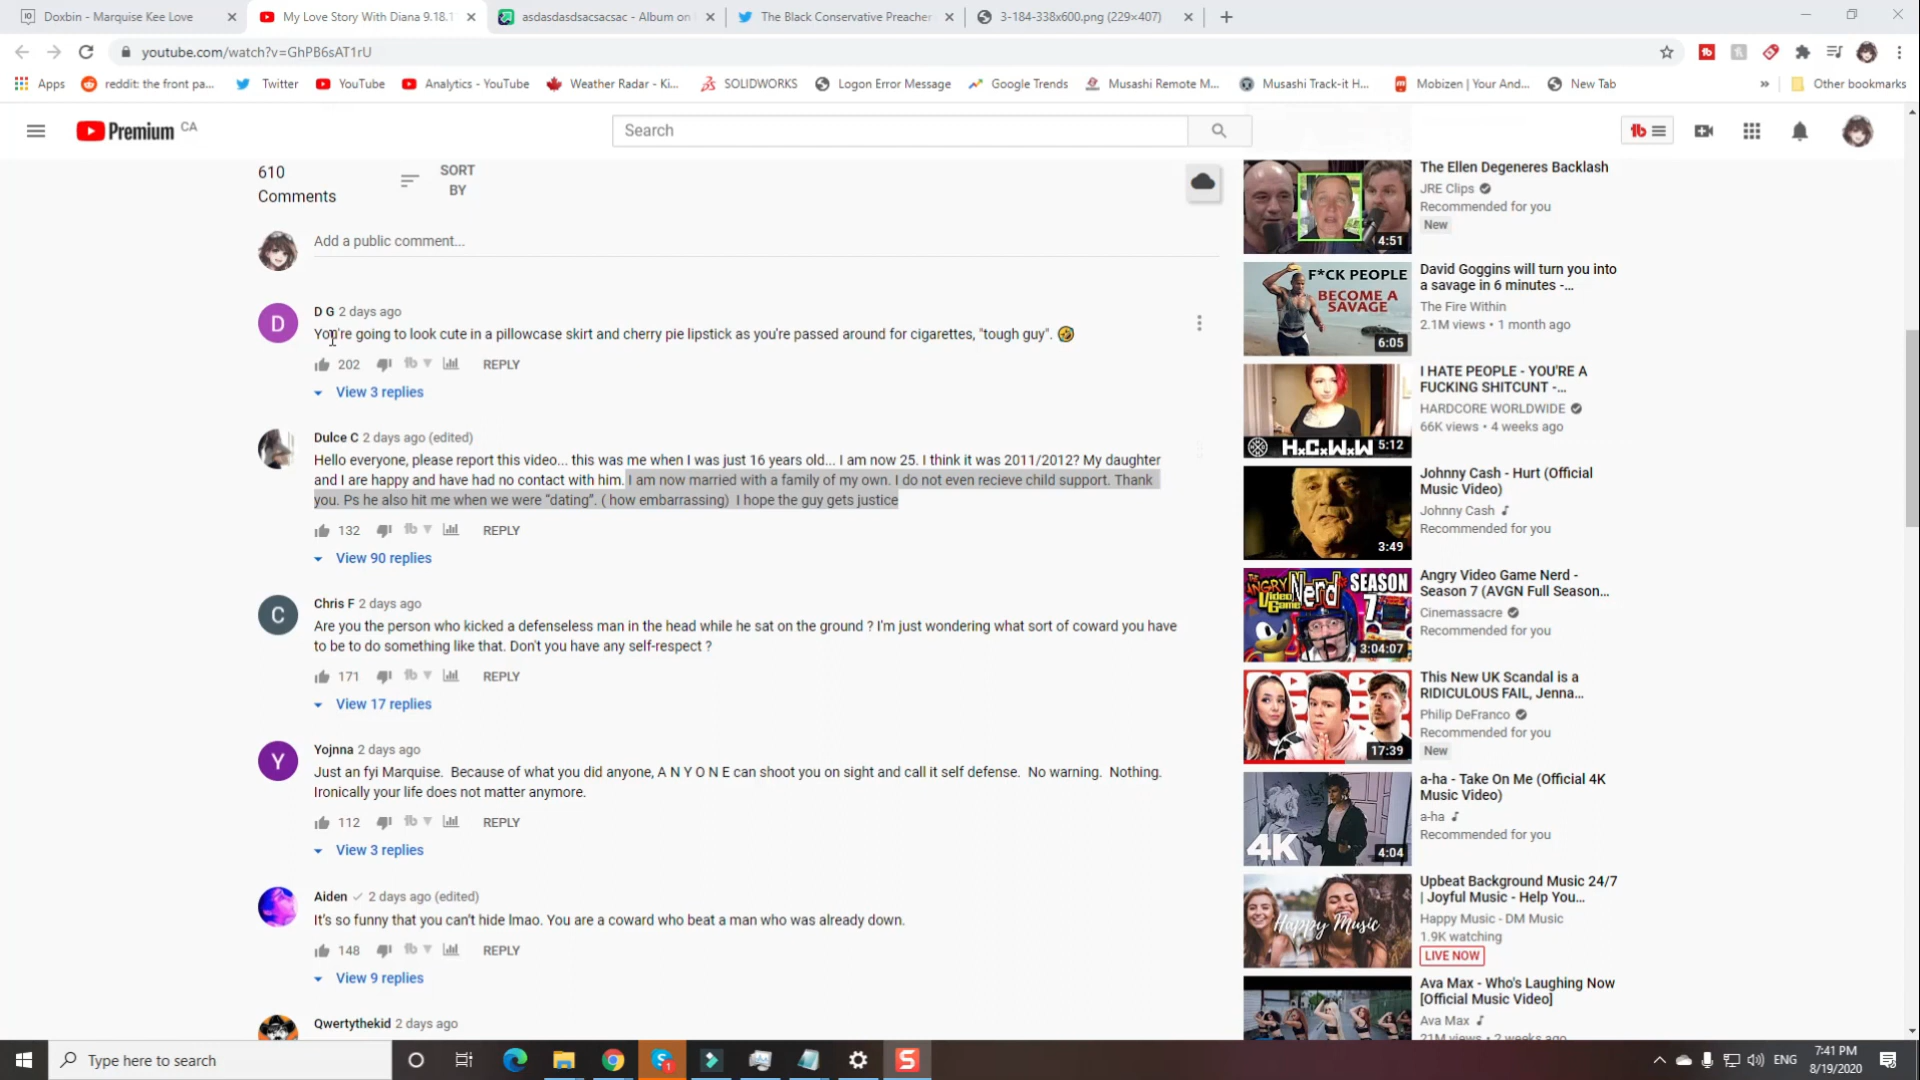 Doxbin - Marquise Kee Love
My Love Story With Diana 9.18.1
asdasdasdsacsacsac - Album on
The Black Conservative Preacher
3-184-338x600.png (229×407)
youtube.com/watch?v=GhPB6sAT1rU
Apps
reddit: the front pa...
Twitter
YouTube
Analytics - YouTube
Weather Radar - Ki...
SOLIDWORKS
Logon Error Message
Google Trends
Musashi Remote M...
Musashi Track-it H...
Mobizen | Your And...
New Tab
»
Other bookmarks
Premium CA
Search
610
Comments
SORT
BY
Add a public comment...
D G 2 days ago
You're going to look cute in a pillowcase skirt and cherry pie lipstick as you're passed around for cigarettes, "tough guy". 🤣
202
REPLY
View 3 replies
Dulce C 2 days ago (edited)
Hello everyone, please report this video... this was me when I was just 16 years old... I am now 25. I think it was 2011/2012? My daughter
and I are happy and have had no contact with him. I am now married with a family of my own. I do not even recieve child support. Thank
you. Ps he also hit me when we were “dating”. ( how embarrassing) I hope the guy gets justice
132
REPLY
View 90 replies
C
Chris F 2 days ago
Are you the person who kicked a defenseless man in the head while he sat on the ground ? I'm just wondering what sort of coward you have
to be to do something like that. Don't you have any self-respect ?
171
REPLY
View 17 replies
Y
Yojnna 2 days ago
Just an fyi Marquise. Because of what you did anyone, A N Y O N E can shoot you on sight and call it self defense. No warning. Nothing.
Ironically your life does not matter anymore.
112
REPLY
View 3 replies
Aiden ✓ 2 days ago (edited)
It's so funny that you can't hide lmao. You are a coward who beat a man who was already down.
148
REPLY
View 9 replies
Qwertythekid 2 days ago
4:51
The Ellen Degeneres Backlash
JRE Clips
Recommended for you
New
F*CK PEOPLE
BECOME A
SAVAGE
6:05
David Goggins will turn you into
a savage in 6 minutes -...
The Fire Within
2.1M views • 1 month ago
HxCxWxW
5:12
I HATE PEOPLE - YOU'RE A
FUCKING SHITCUNT -...
HARDCORE WORLDWIDE
66K views • 4 weeks ago
3:49
Johnny Cash - Hurt (Official
Music Video)
Johnny Cash
Recommended for you
THE ANGRY Video Game Nerd SEASON 7
3:04:07
Angry Video Game Nerd -
Season 7 (AVGN Full Season...
Cinemassacre
Recommended for you
17:39
This New UK Scandal is a
RIDICULOUS FAIL, Jenna...
Philip DeFranco
Recommended for you
New
4K
4:04
a-ha - Take On Me (Official 4K
Music Video)
a-ha
Recommended for you
Happy Music
Upbeat Background Music 24/7
| Joyful Music - Help You...
Happy Music - DM Music
1.9K watching
LIVE NOW
Ava Max - Who's Laughing Now
[Official Music Video]
Ava Max
21M views • 2 weeks ago
Type here to search
ENG
7:41 PM
8/19/2020